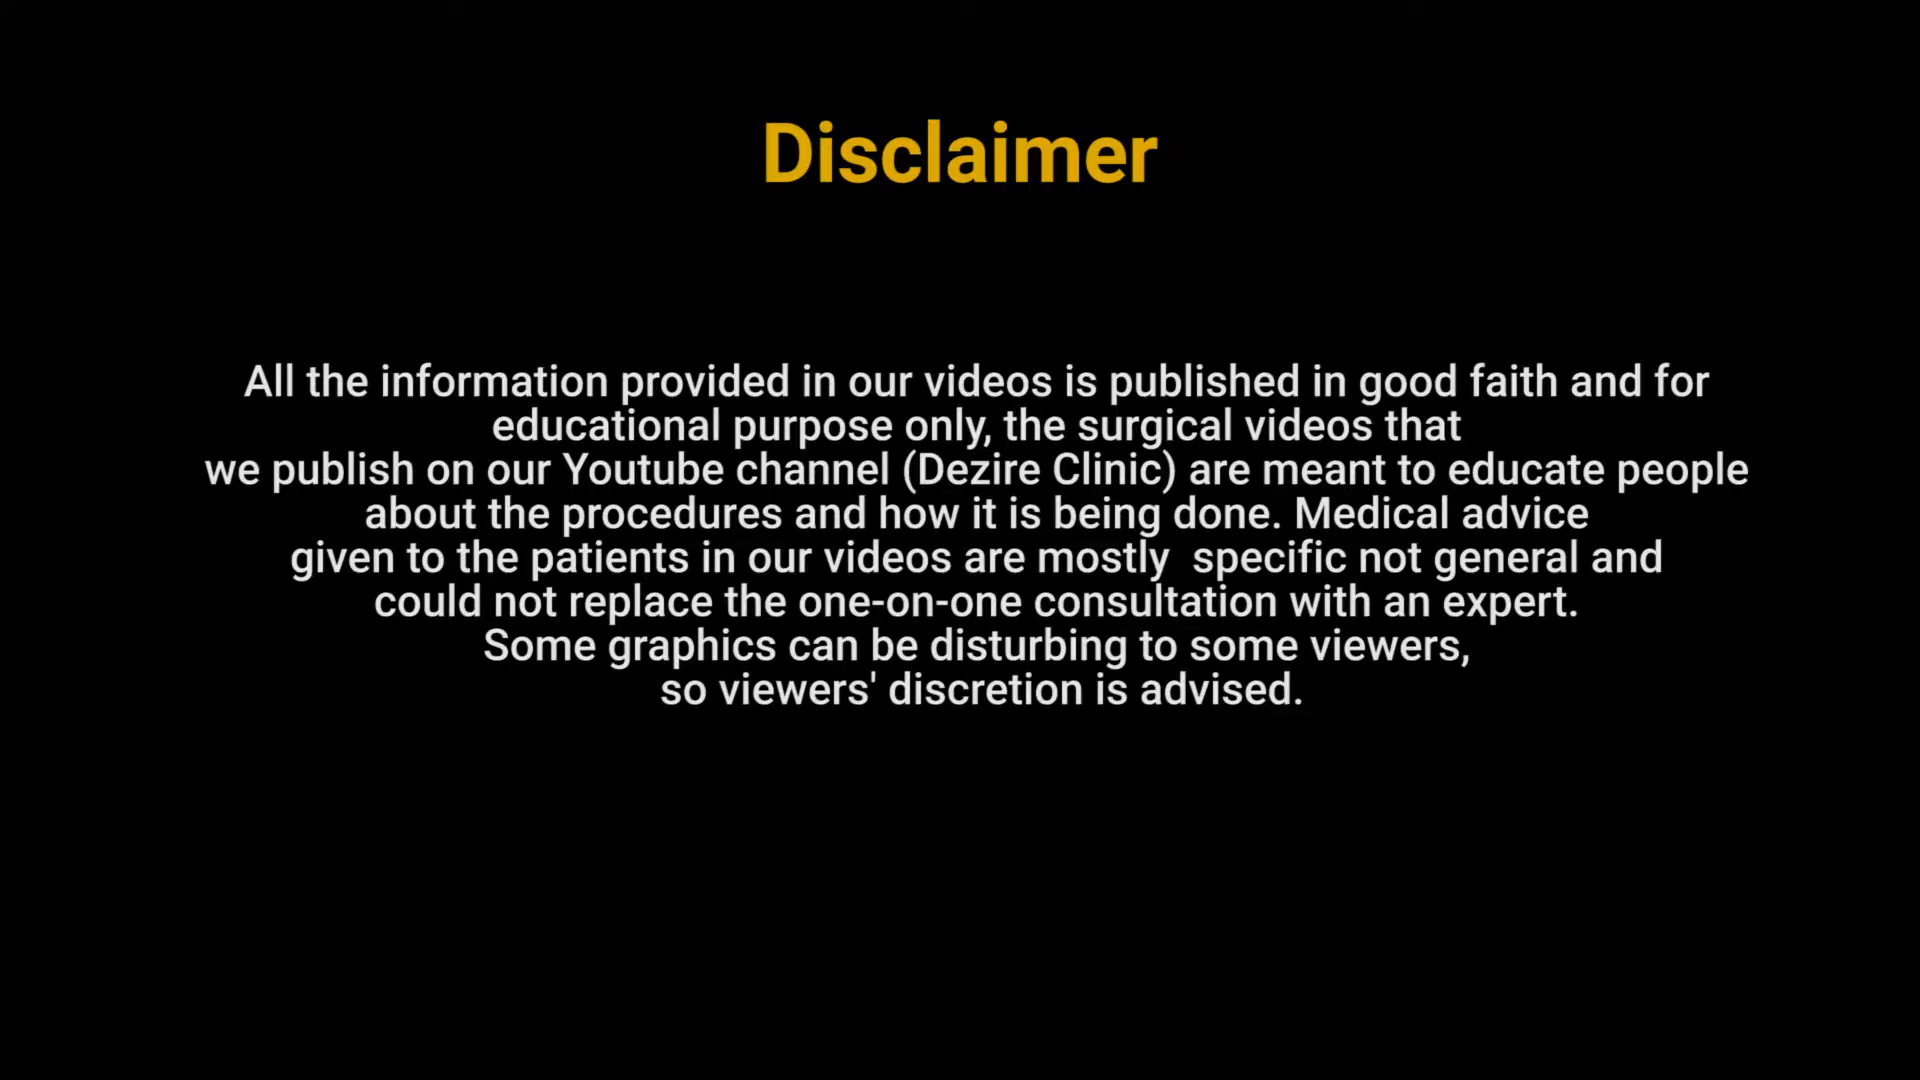 Disclaimer
All the information provided in our videos is published in good faith and for
educational purpose only, the surgical videos that
we publish on our Youtube channel (Dezire Clinic) are meant to educate people
about the procedures and how it is being done. Medical advice
given to the patients in our videos are mostly  specific not general and
could not replace the one-on-one consultation with an expert.
Some graphics can be disturbing to some viewers,
so viewers' discretion is advised.